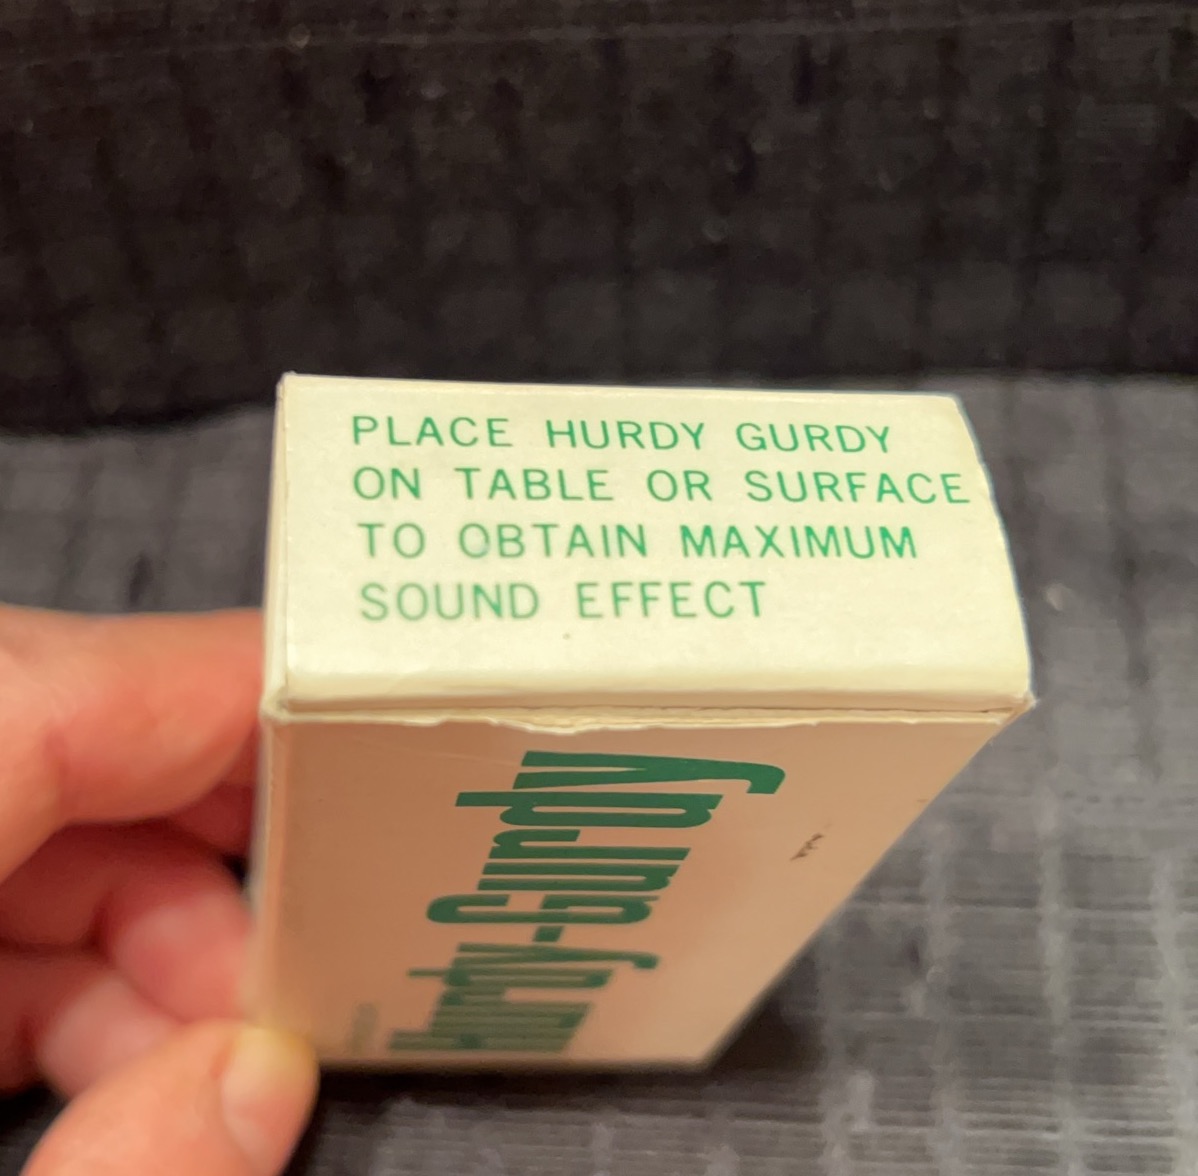 PLACE HURDY GURDY
ON TABLE OR SURFACE
TO OBTAIN MAXIMUM
SOUND EFFECT
Hurdy-Gurdy